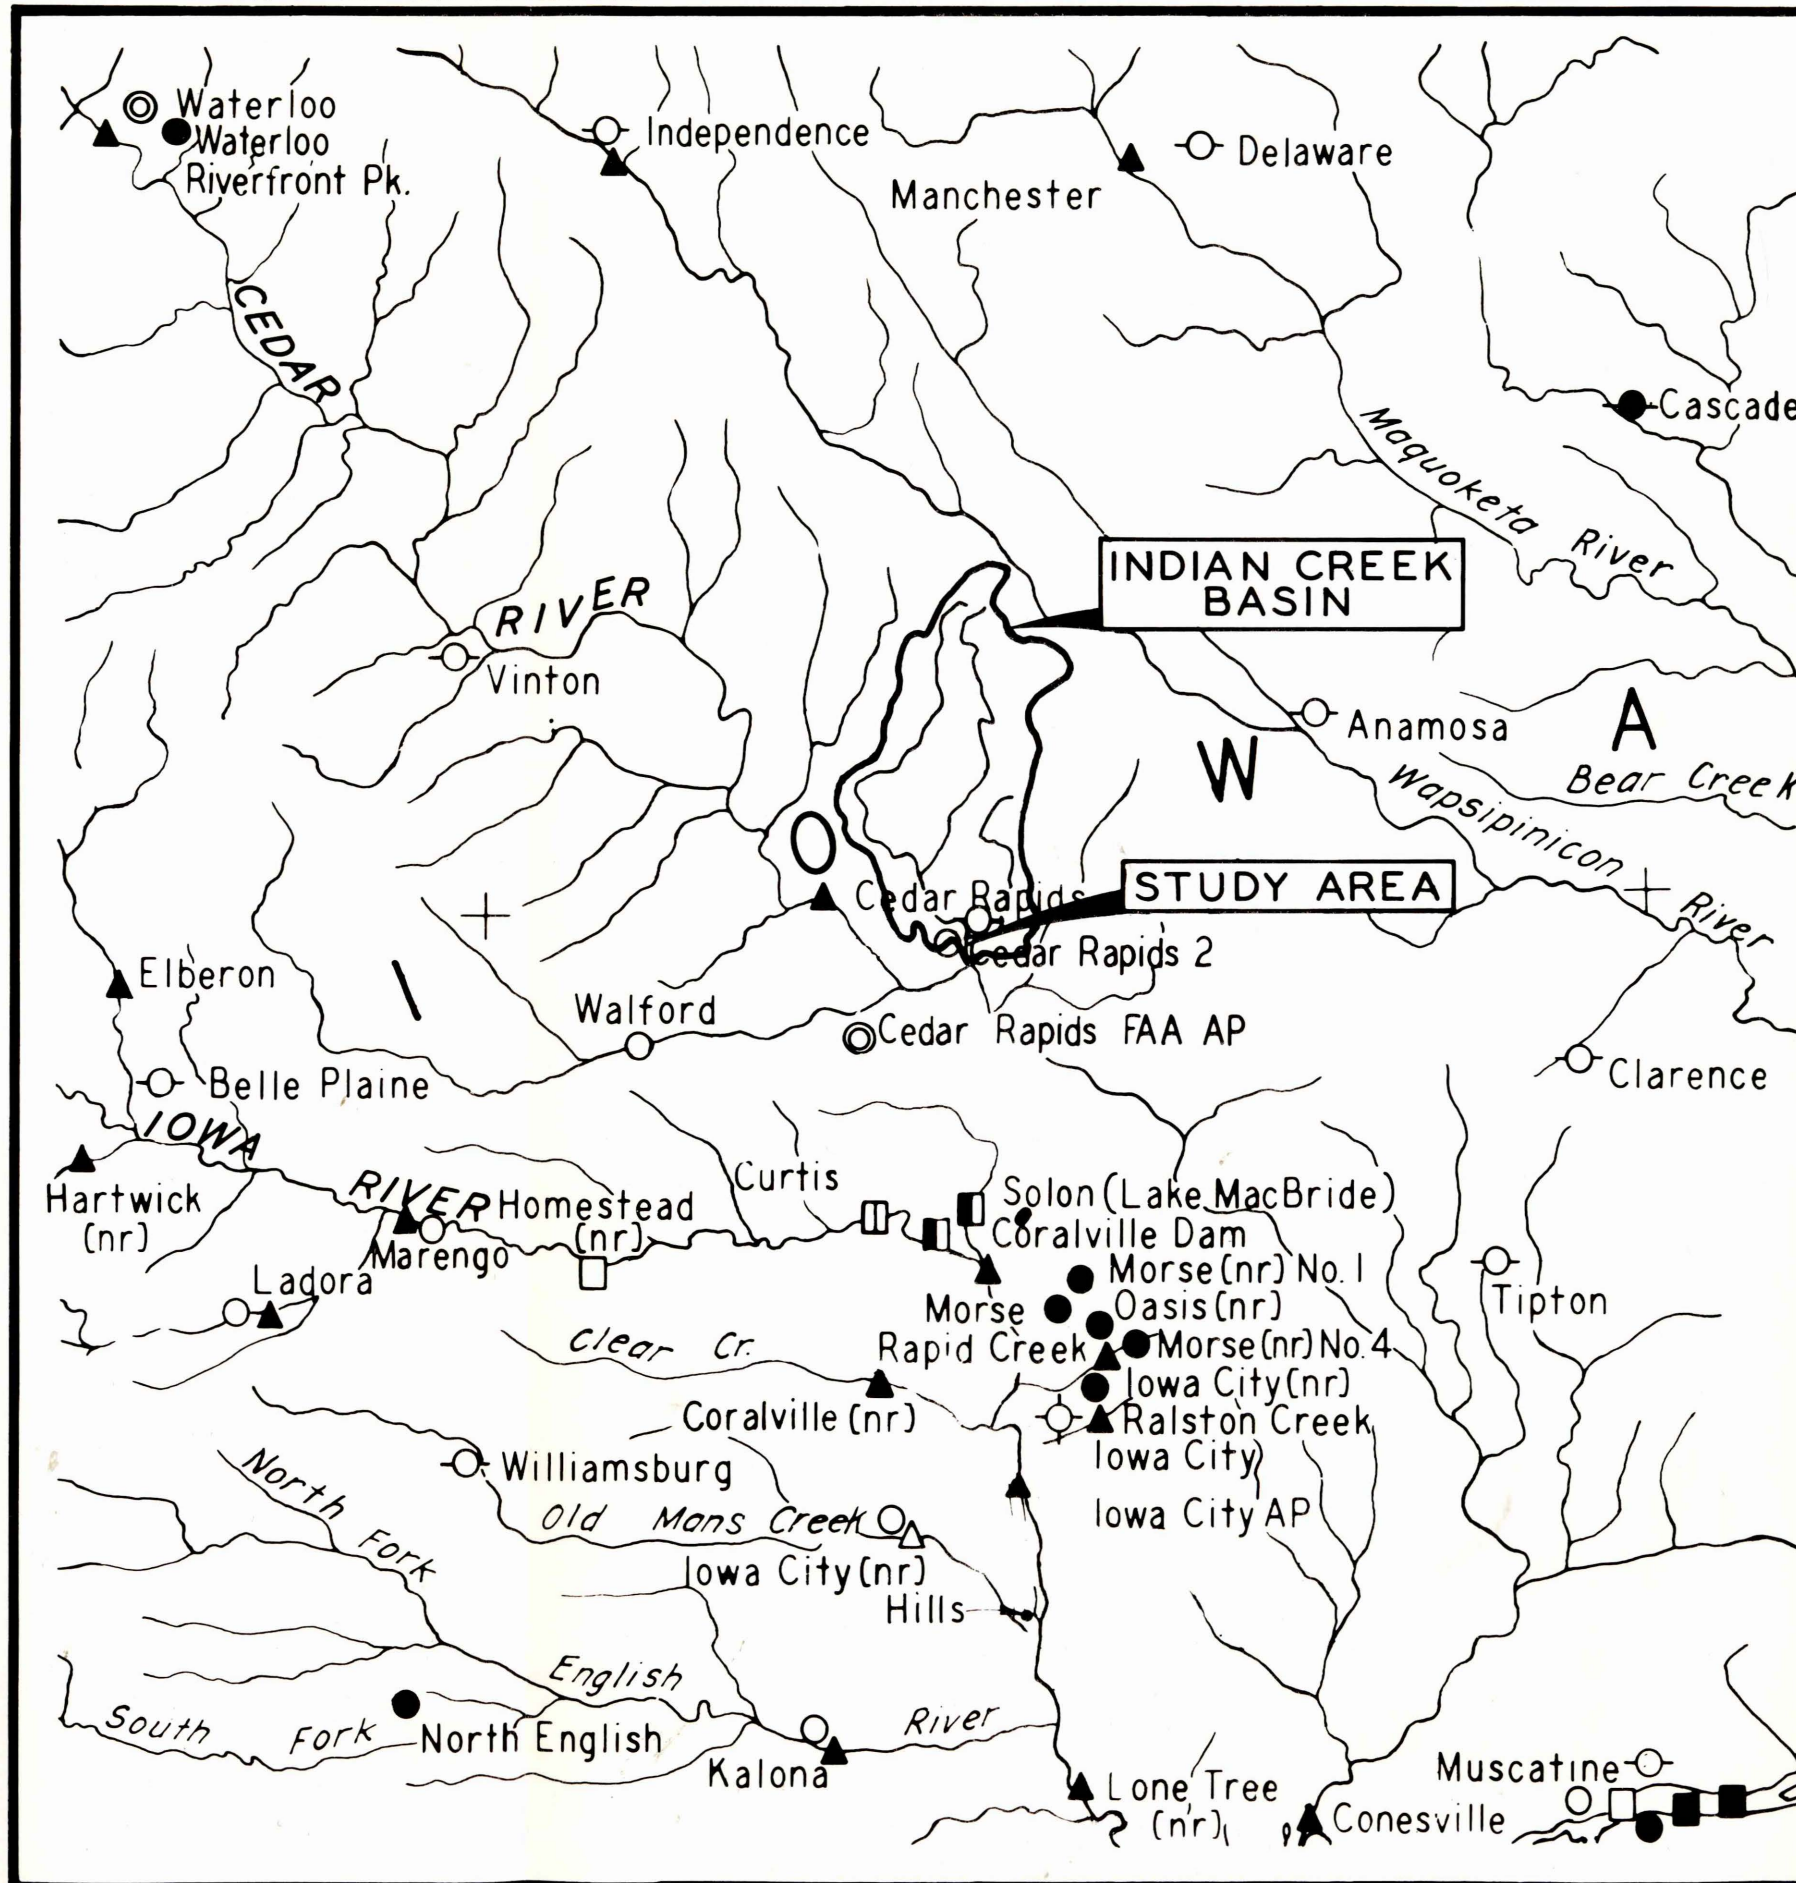 Waterloo
Waterloo
Riverfront Pk.
Independence
Delaware
Manchester
CEDAR
Cascade
Maquoketa River
INDIAN CREEK
BASIN
RIVER
Vinton
Anamosa
A
W
Bear Creek
Wapsipinicon River
O
Cedar Rapids
STUDY AREA
Cedar Rapids 2
Elberon
I
Walford
Cedar Rapids FAA AP
Clarence
Belle Plaine
IOWA
RIVER
Hartwick
(nr)
Curtis
Homestead
(nr)
Marengo
Ladora
Solon (Lake MacBride)
Coralville Dam
Morse (nr) No. 1
Morse
Oasis (nr)
Tipton
Rapid Creek
Morse (nr) No. 4
Clear Cr.
Iowa City (nr)
Coralville (nr)
Ralston Creek
Iowa City
Williamsburg
North Fork
Old Mans Creek
Iowa City AP
Iowa City (nr)
Hills
English River
South Fork
North English
Kalona
Lone Tree
(nr)
Muscatine
Conesville